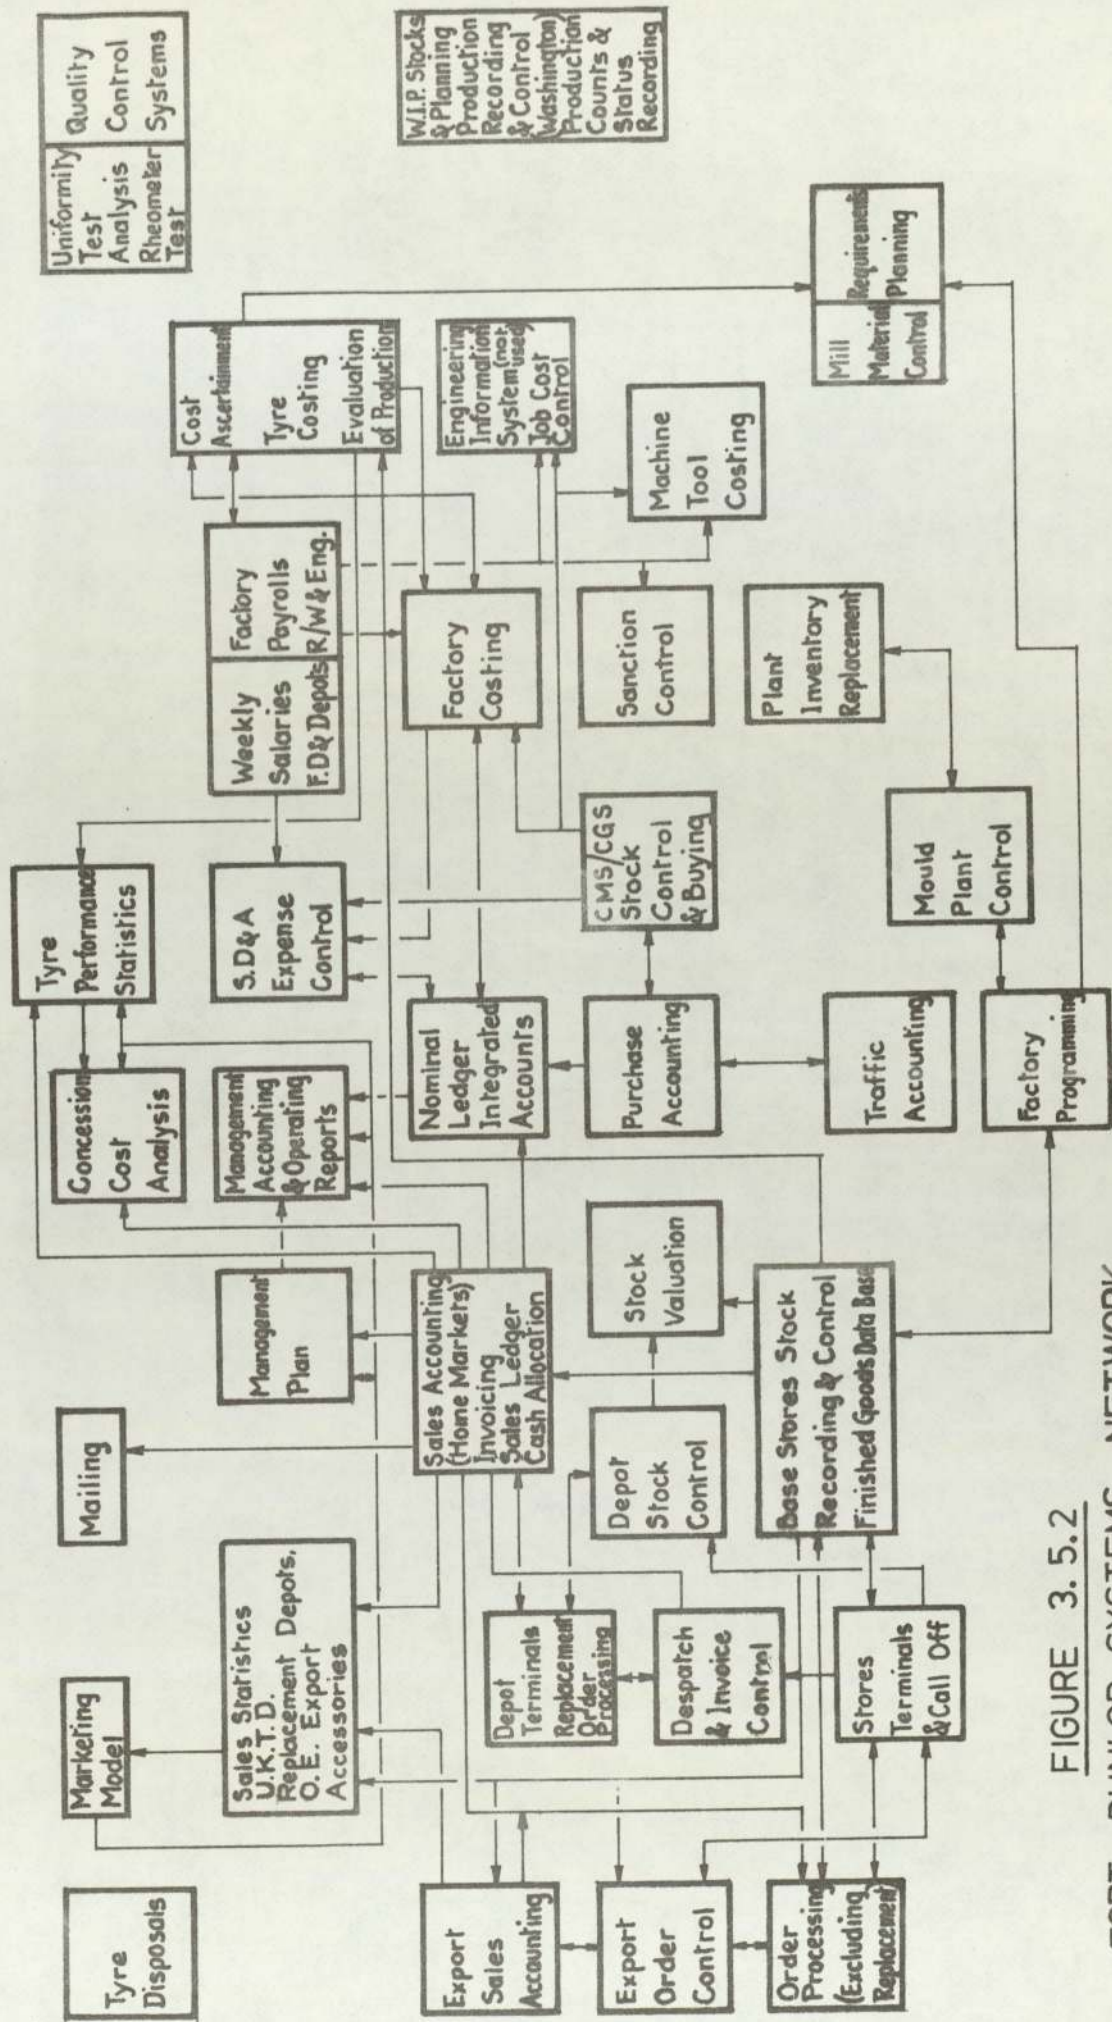 Tyre
Disposals
Marketing
Model
Mailing
Tyre
Performance
Statistics
Concession
Cost
Analysis
Uniformity
Test
Analysis
Rheometer
Test
Quality
Control
Systems
Sales Statistics
U.K.T.D.
Replacement Depots,
O.E. Export
Accessories
Management
Plan
Management
Accounting
& Operating
Reports
S.D & A
Expense
Control
Weekly
Salaries
F.D & Depots
Factory
Payrolls
R/W & Eng.
Cost
Ascertainment
Tyre
Costing
Evaluation
of Production
Export
Sales
Accounting
Sales Accounting
(Home Markets)
Invoicing
Sales Ledger
Cash Allocation
Nominal
Ledger
Integrated
Accounts
Factory
Costing
Engineering
Information
System (not used)
Job Cost
Control
W.I.P. Stocks
& Planning
Production
Recording
& Control
(Washington)
Production
Counts &
Status
Recording
Depot
Terminals
Replacement
Order
Processing
Export
Order
Control
Despatch
& Invoice
Control
Depot
Stock
Control
Stock
Valuation
Purchase
Accounting
CMS/CGS
Stock
Control
& Buying
Sanction
Control
Machine
Tool
Costing
Order
Processing
(Excluding
Replacement)
Stores
Terminals
& Call Off
Base Stores Stock
Recording & Control
Finished Goods Data Base
Traffic
Accounting
Mould
Plant
Control
Plant
Inventory
Replacement
Mill
Material
Control
Requirements
Planning
Factory
Programming
FIGURE 3.5.2
FORT DUNLOP SYSTEMS NETWORK